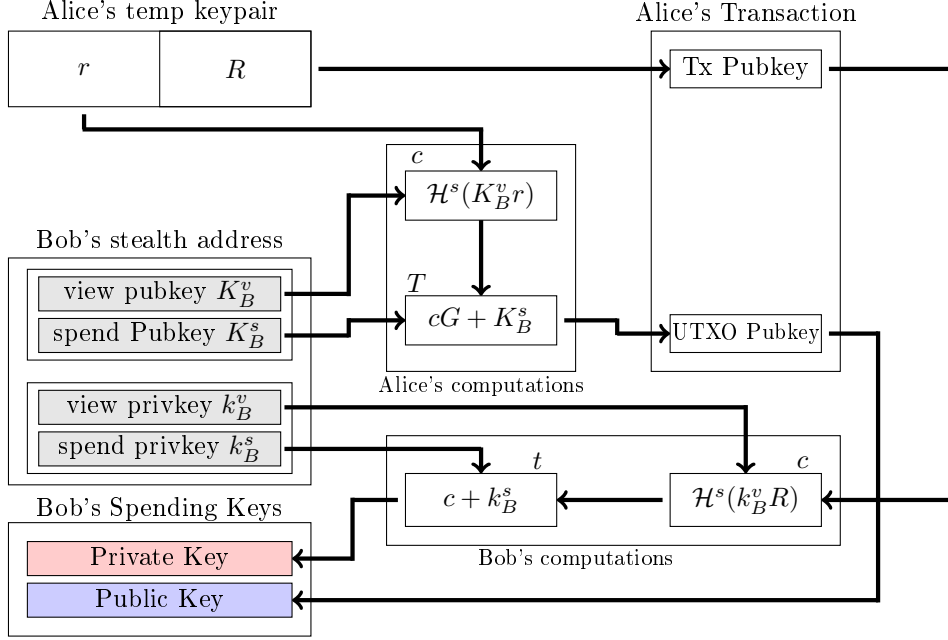 Alice's temp keypair
Alice's Transaction
r
R
Tx Pubkey
c
ℋˢ(K_B^v r)
Bob's stealth address
view pubkey K_B^v
spend Pubkey K_B^s
T
cG + K_B^s
UTXO Pubkey
Alice's computations
view privkey k_B^v
spend privkey k_B^s
t
c
c + k_B^s
ℋˢ(k_B^v R)
Bob's computations
Bob's Spending Keys
Private Key
Public Key